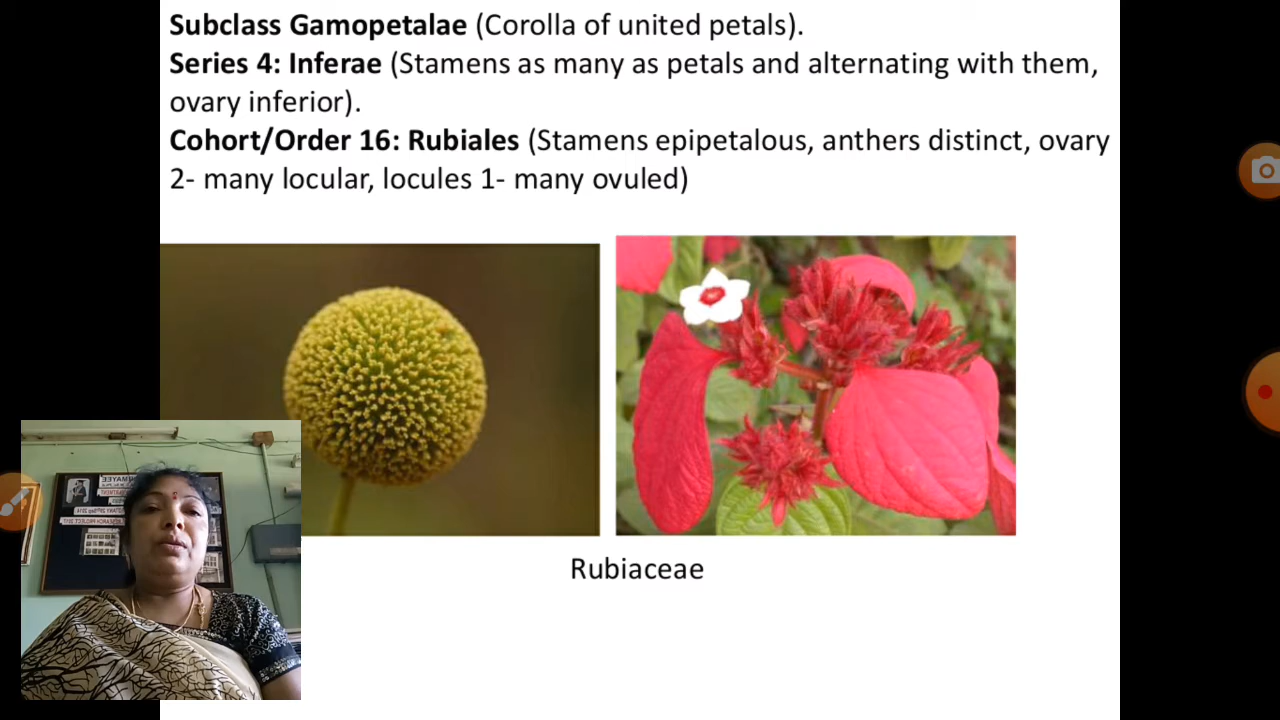 Subclass Gamopetalae (Corolla of united petals).
Series 4: Inferae (Stamens as many as petals and alternating with them,
ovary inferior).
Cohort/Order 16: Rubiales (Stamens epipetalous, anthers distinct, ovary
2- many locular, locules 1- many ovuled)
Rubiaceae